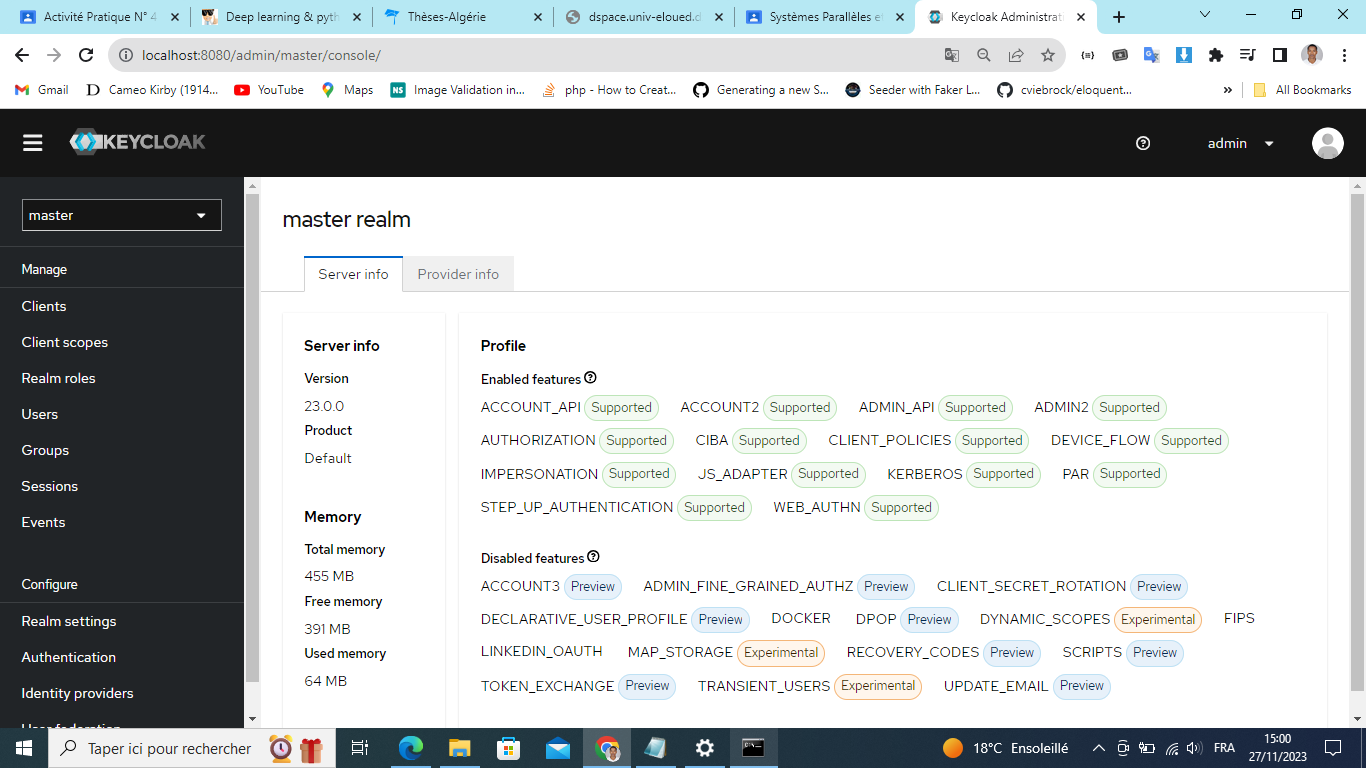 Activité Pratique N° 4
Deep learning & pyth
Thèses-Algérie
dspace.univ-eloued.d
Systèmes Parallèles et
Keycloak Administrat
localhost:8080/admin/master/console/
Gmail
Cameo Kirby (1914...
YouTube
Maps
NS
Image Validation in...
php - How to Creat...
Generating a new S...
Seeder with Faker L...
cviebrock/eloquent...
»
All Bookmarks
KEYCLOAK
admin
master
Manage
Clients
Client scopes
Realm roles
Users
Groups
Sessions
Events
Configure
Realm settings
Authentication
Identity providers
User federation
master realm
Server info
Provider info
Server info
Version
23.0.0
Product
Default
Memory
Total memory
455 MB
Free memory
391 MB
Used memory
64 MB
Profile
Enabled features
ACCOUNT_API Supported ACCOUNT2 Supported ADMIN_API Supported ADMIN2 Supported
AUTHORIZATION Supported CIBA Supported CLIENT_POLICIES Supported DEVICE_FLOW Supported
IMPERSONATION Supported JS_ADAPTER Supported KERBEROS Supported PAR Supported
STEP_UP_AUTHENTICATION Supported WEB_AUTHN Supported
Disabled features
ACCOUNT3 Preview ADMIN_FINE_GRAINED_AUTHZ Preview CLIENT_SECRET_ROTATION Preview
DECLARATIVE_USER_PROFILE Preview DOCKER DPOP Preview DYNAMIC_SCOPES Experimental FIPS
LINKEDIN_OAUTH MAP_STORAGE Experimental RECOVERY_CODES Preview SCRIPTS Preview
TOKEN_EXCHANGE Preview TRANSIENT_USERS Experimental UPDATE_EMAIL Preview
Taper ici pour rechercher
18°C Ensoleillé
FRA
15:00
27/11/2023